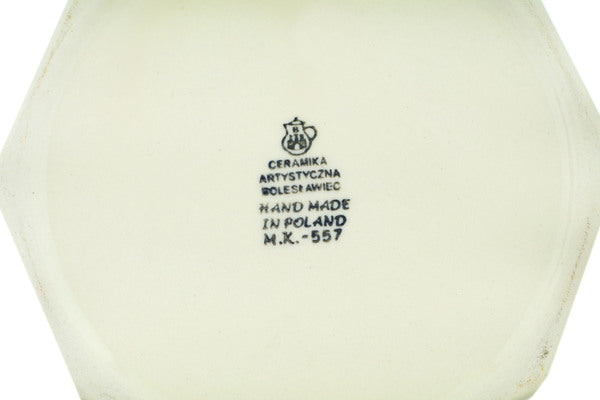 B
CERAMIKA
ARTYSTYCZNA
BOLESŁAWIEC
HAND MADE
IN POLAND
M.K.-557